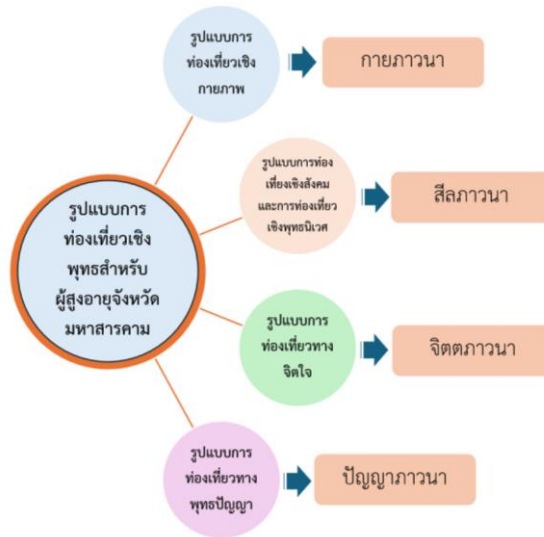 รูปแบบการ
ท่องเที่ยวเชิง
กายภาพ
กายภาวนา
รูปแบบการท่อง
เที่ยงเชิงสังคม
และการท่องเที่ยว
เชิงพุทธนิเวศ
สีลภาวนา
รูปแบบการ
ท่องเที่ยวเชิง
พุทธสำหรับ
ผู้สูงอายุจังหวัด
มหาสารคาม
รูปแบบการ
ท่องเที่ยวทาง
จิตใจ
จิตตภาวนา
รูปแบบการ
ท่องเที่ยวทาง
พุทธปัญญา
ปัญญาภาวนา